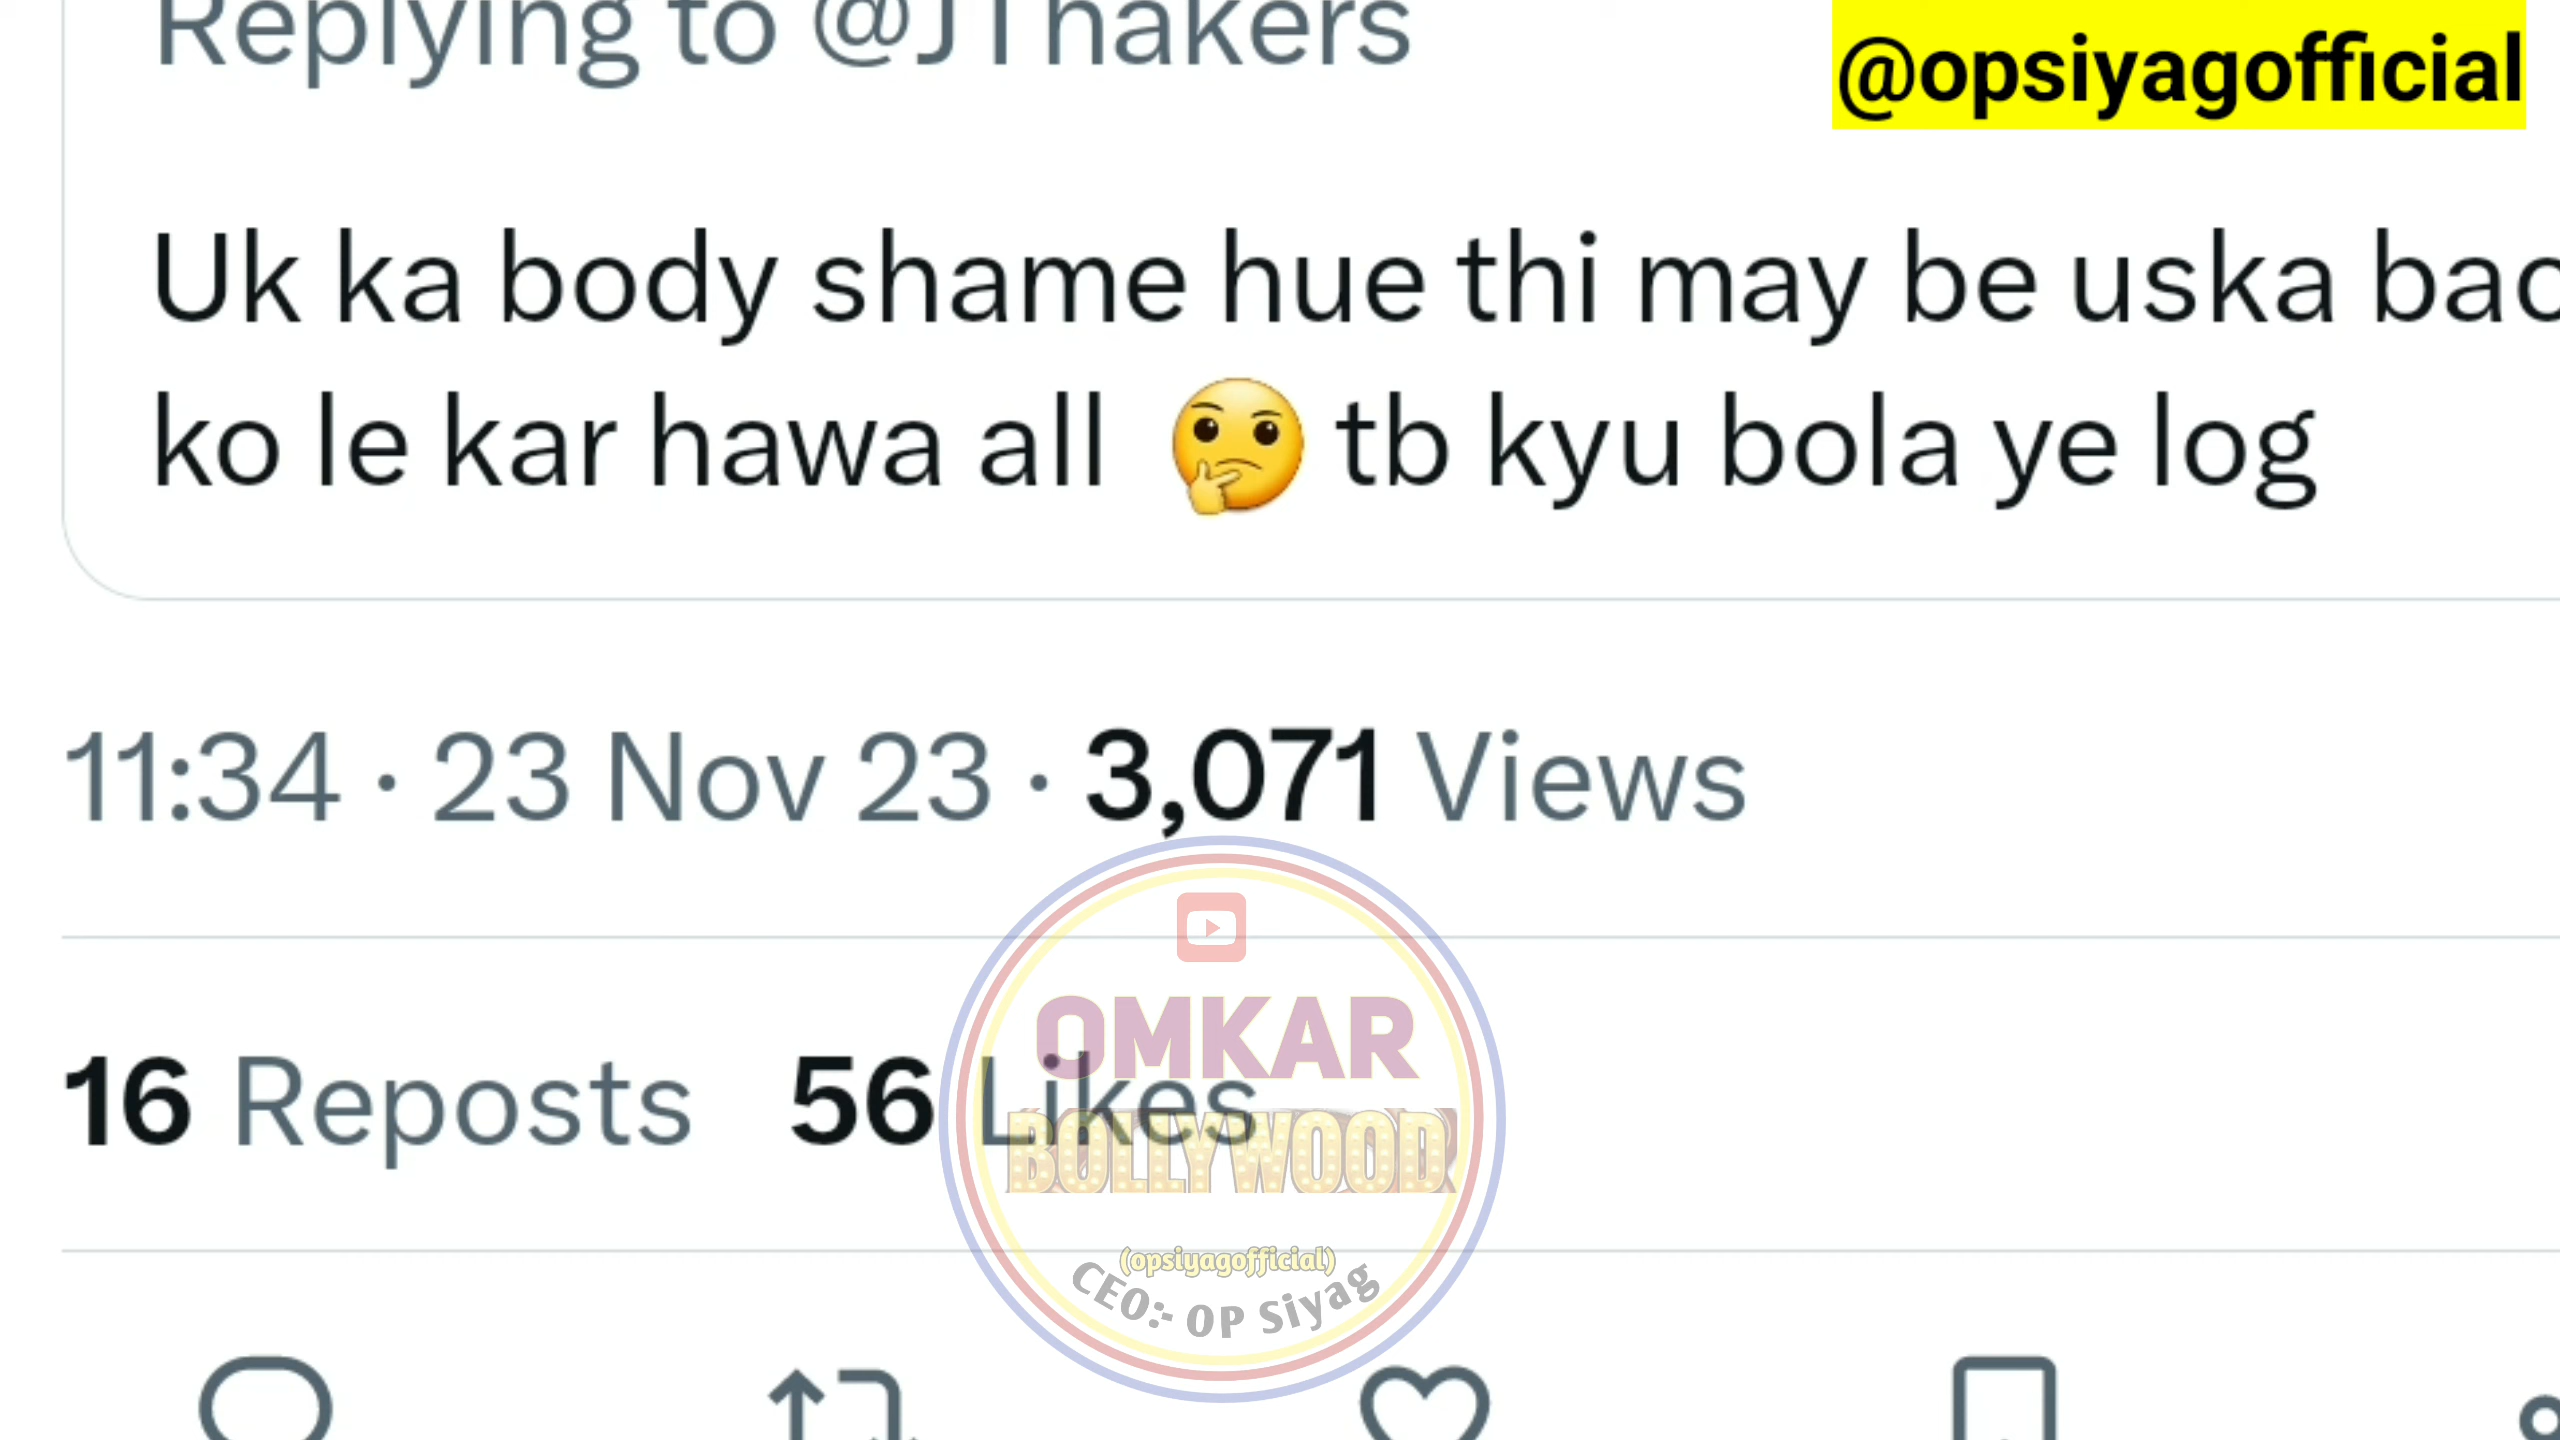 Replying to @JThakers
@opsiyagofficial
Uk ka body shame hue thi may be uska
ko le kar hawa all 🤔 tb kyu bola ye log
11:34 · 23 Nov 23 · 3,071 Views
16 Reposts 56 Likes
OMKAR
BOLLYWOOD
(opsiyagofficial)
CEO:- OP Siyag